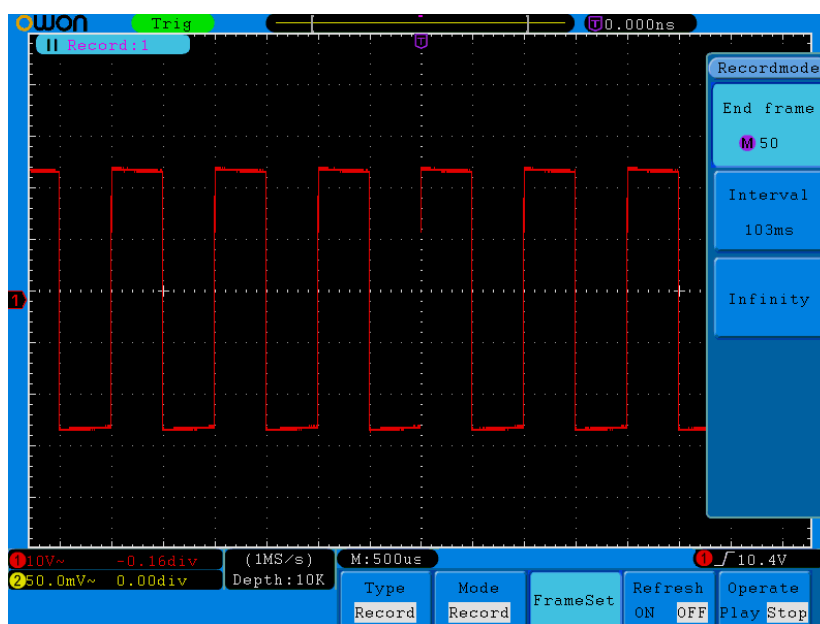 OWON Trig T 0.000ns
Record:1
T
Recordmode
End frame
M 50
Interval
103ms
Infinity
1
1 10V~ -0.16div (1MS/s) M:500us 1 10.4V
2 50.0mV~ 0.00div Depth:10K
Type Mode FrameSet Refresh Operate
Record Record ON OFF Play Stop